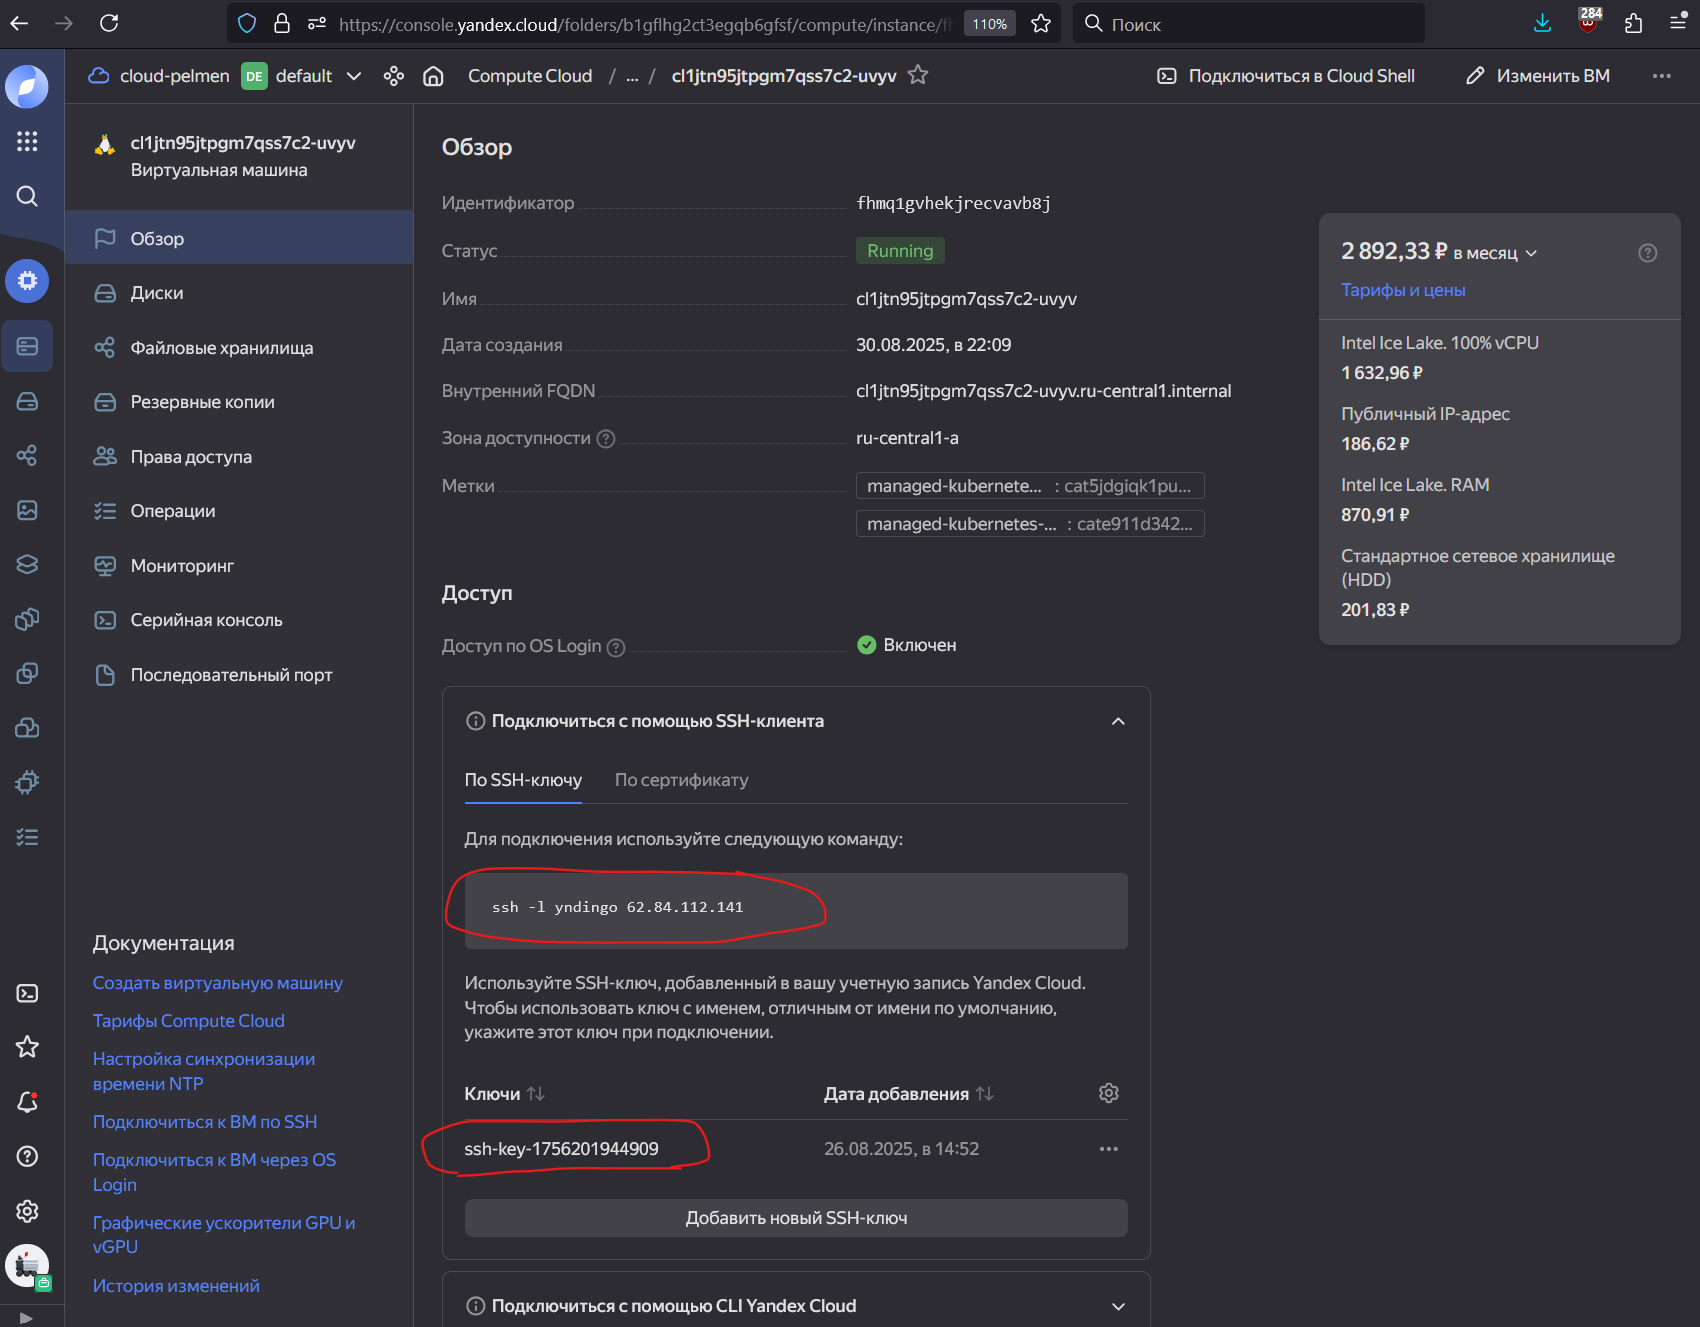 https://console.yandex.cloud/folders/b1gflhg2ct3egqb6gfsf/compute/instance/fh
110%
Поиск
284
cloud-pelmen
DE
default
Compute Cloud / ... / cl1jtn95jtpgm7qss7c2-uvyv
Подключиться в Cloud Shell
Изменить ВМ
cl1jtn95jtpgm7qss7c2-uvyv
Виртуальная машина
Обзор
Диски
Файловые хранилища
Резервные копии
Права доступа
Операции
Мониторинг
Серийная консоль
Последовательный порт
Документация
Создать виртуальную машину
Тарифы Compute Cloud
Настройка синхронизации
времени NTP
Подключиться к ВМ по SSH
Подключиться к ВМ через OS
Login
Графические ускорители GPU и
vGPU
История изменений
Обзор
Идентификатор fhmq1gvhekjrecvavb8j
Статус Running
Имя cl1jtn95jtpgm7qss7c2-uvyv
Дата создания 30.08.2025, в 22:09
Внутренний FQDN cl1jtn95jtpgm7qss7c2-uvyv.ru-central1.internal
Зона доступности ru-central1-a
Метки managed-kubernete... : cat5jdgiqk1pu...
managed-kubernetes-... : cate911d342...
Доступ
Доступ по OS Login Включен
Подключиться с помощью SSH-клиента
По SSH-ключу По сертификату
Для подключения используйте следующую команду:
ssh -l yndingo 62.84.112.141
Используйте SSH-ключ, добавленный в вашу учетную запись Yandex Cloud.
Чтобы использовать ключ с именем, отличным от имени по умолчанию,
укажите этот ключ при подключении.
Ключи Дата добавления
ssh-key-1756201944909 26.08.2025, в 14:52
Добавить новый SSH-ключ
Подключиться с помощью CLI Yandex Cloud
2 892,33 ₽ в месяц
Тарифы и цены
Intel Ice Lake. 100% vCPU
1 632,96 ₽
Публичный IP-адрес
186,62 ₽
Intel Ice Lake. RAM
870,91 ₽
Стандартное сетевое хранилище
(HDD)
201,83 ₽